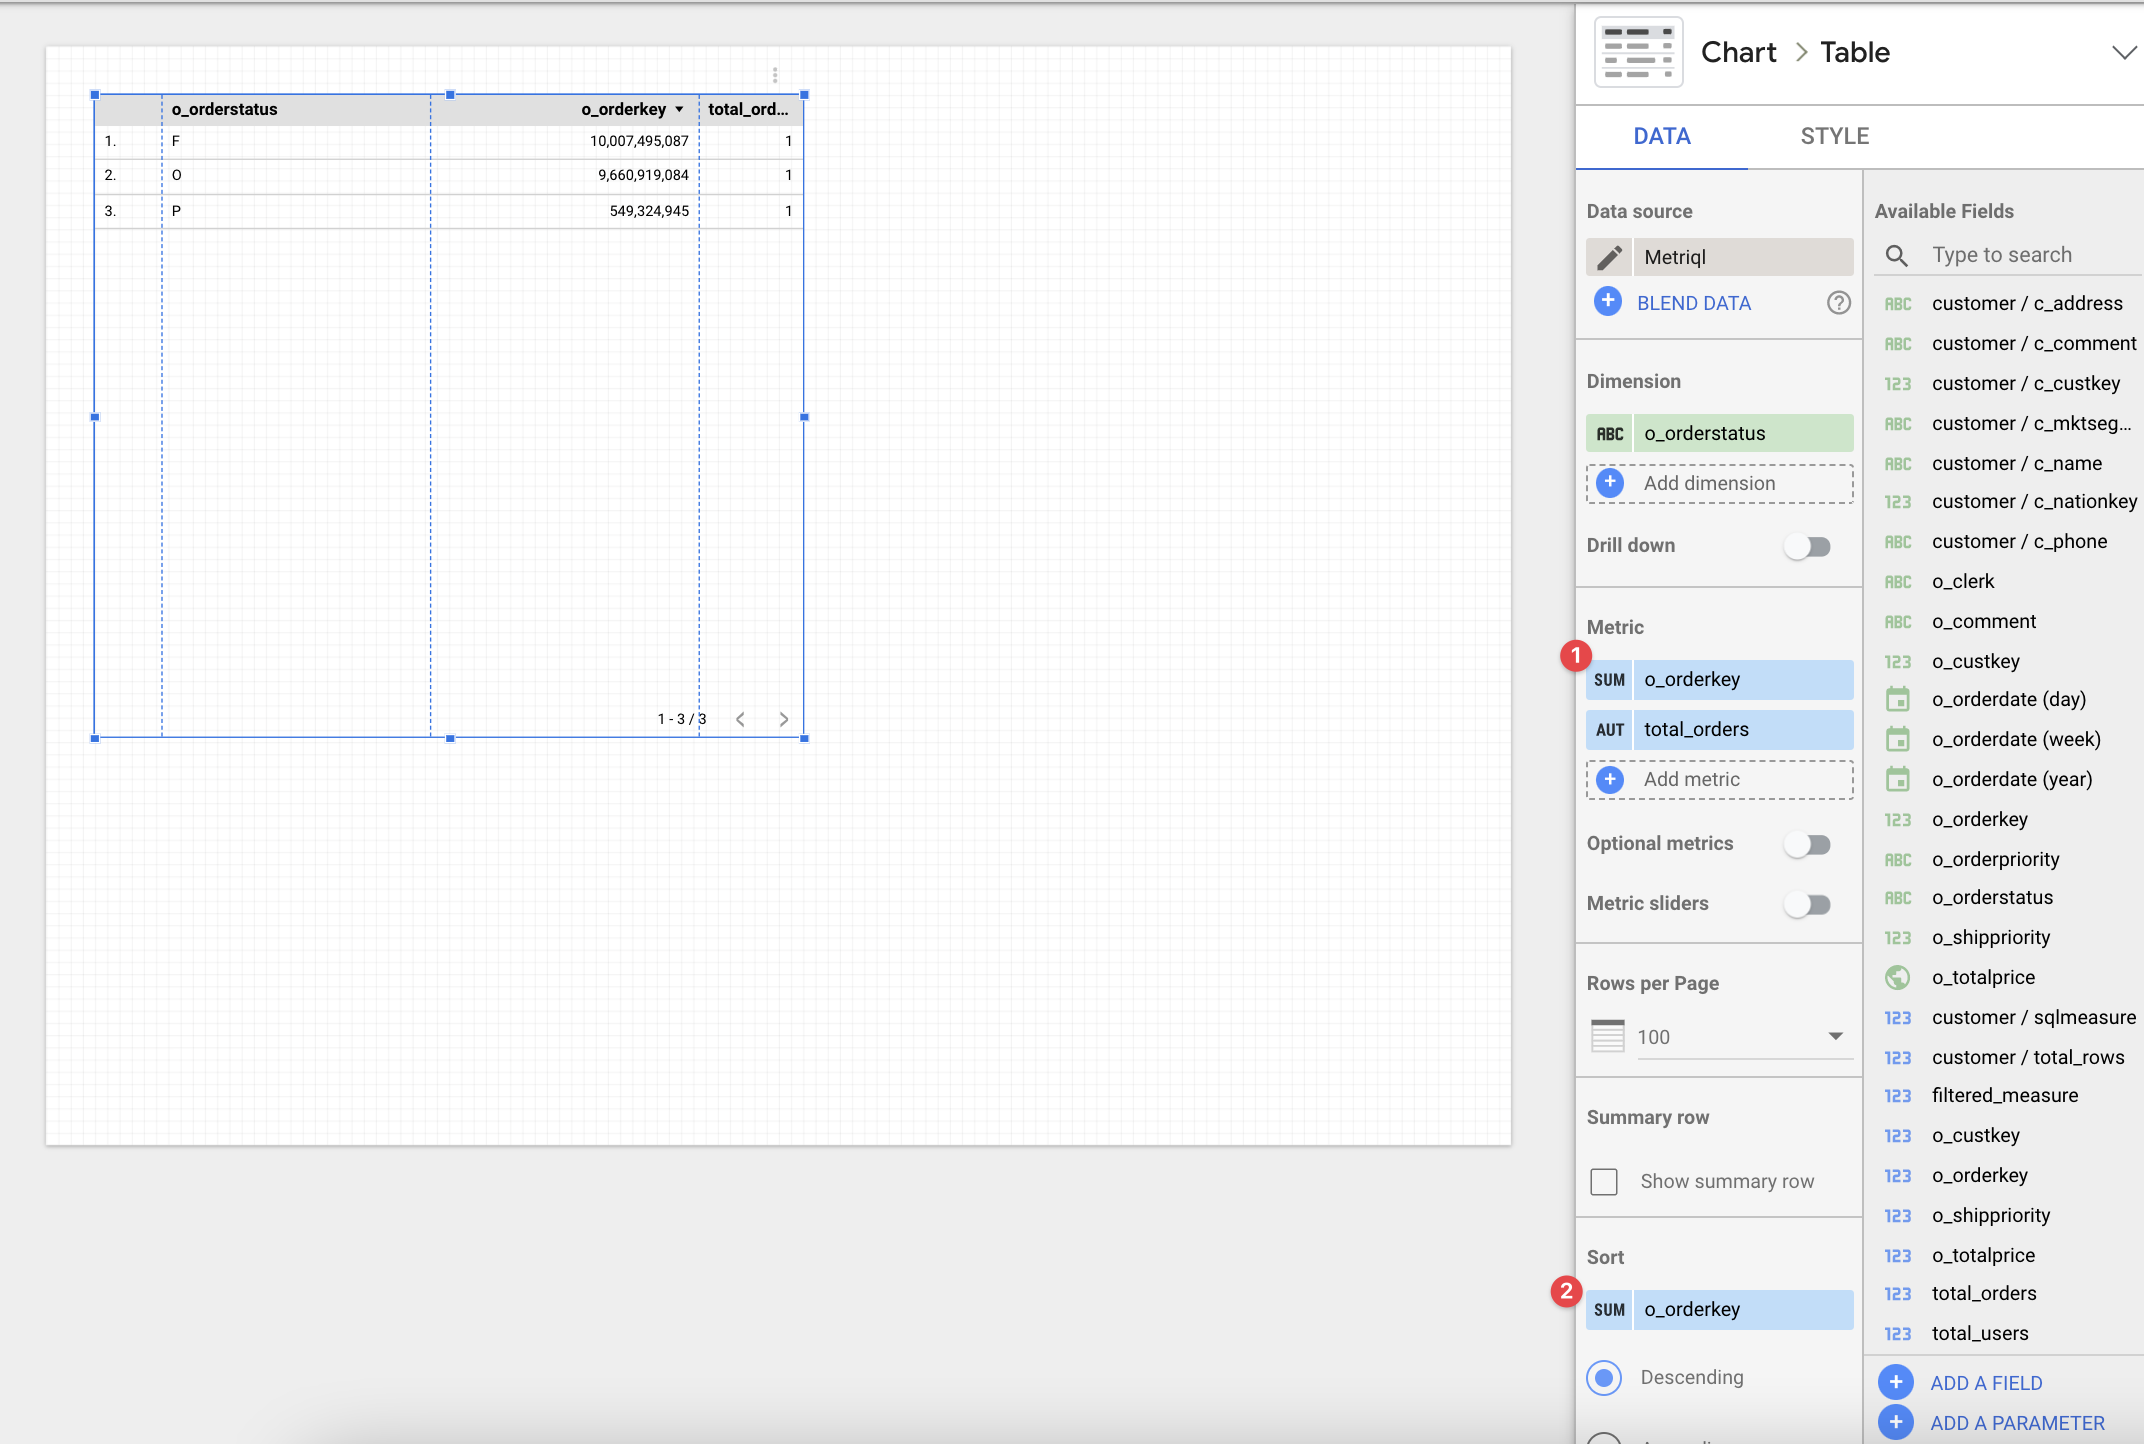 o_orderstatus o_orderkey total_ord...
1. F 10,007,495,087 1
2. O 9,660,919,084 1
3. P 549,324,945 1
1 - 3 / 3
Chart > Table
DATA STYLE
Data source
Metriql
BLEND DATA
Dimension
ABC o_orderstatus
Add dimension
Drill down
Metric
1
SUM o_orderkey
AUT total_orders
Add metric
Optional metrics
Metric sliders
Rows per Page
100
Summary row
Show summary row
Sort
2
SUM o_orderkey
Descending
Available Fields
Type to search
ABC customer / c_address
ABC customer / c_comment
123 customer / c_custkey
ABC customer / c_mktseg...
ABC customer / c_name
123 customer / c_nationkey
ABC customer / c_phone
ABC o_clerk
ABC o_comment
123 o_custkey
o_orderdate (day)
o_orderdate (week)
o_orderdate (year)
123 o_orderkey
ABC o_orderpriority
ABC o_orderstatus
123 o_shippriority
o_totalprice
123 customer / sqlmeasure
123 customer / total_rows
123 filtered_measure
123 o_custkey
123 o_orderkey
123 o_shippriority
123 o_totalprice
123 total_orders
123 total_users
ADD A FIELD
ADD A PARAMETER